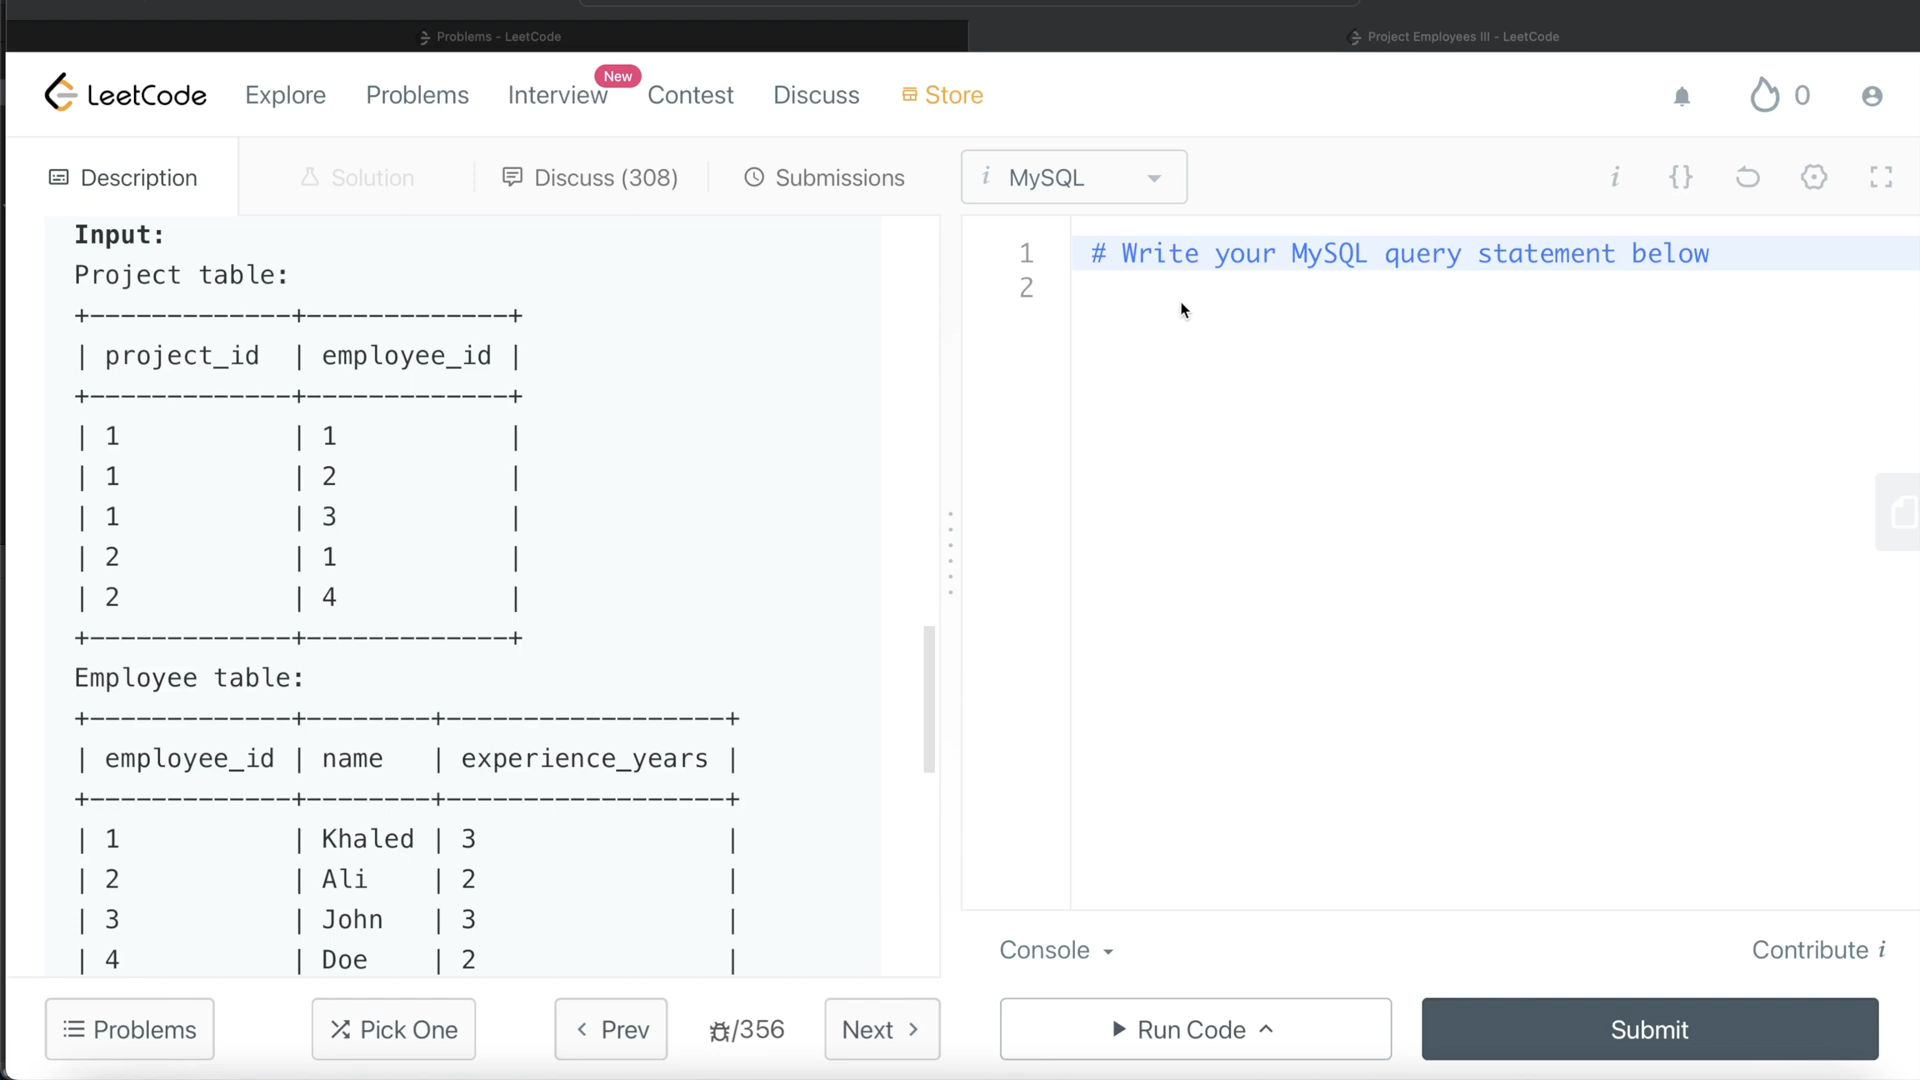 Problems - LeetCode
Project Employees III - LeetCode
LeetCode Explore Problems Interview New Contest Discuss Store 0
Description Solution Discuss (308) Submissions i MySQL i {}
Input:
Project table:
+-------------+-------------+
| project_id  | employee_id |
+-------------+-------------+
| 1           | 1           |
| 1           | 2           |
| 1           | 3           |
| 2           | 1           |
| 2           | 4           |
+-------------+-------------+
Employee table:
+-------------+--------+------------------+
| employee_id | name   | experience_years |
+-------------+--------+------------------+
| 1           | Khaled | 3                |
| 2           | Ali    | 2                |
| 3           | John   | 3                |
| 4           | Doe    | 2                |
1 # Write your MySQL query statement below
2
Console Contribute i
Problems Pick One < Prev /356 Next > Run Code Submit